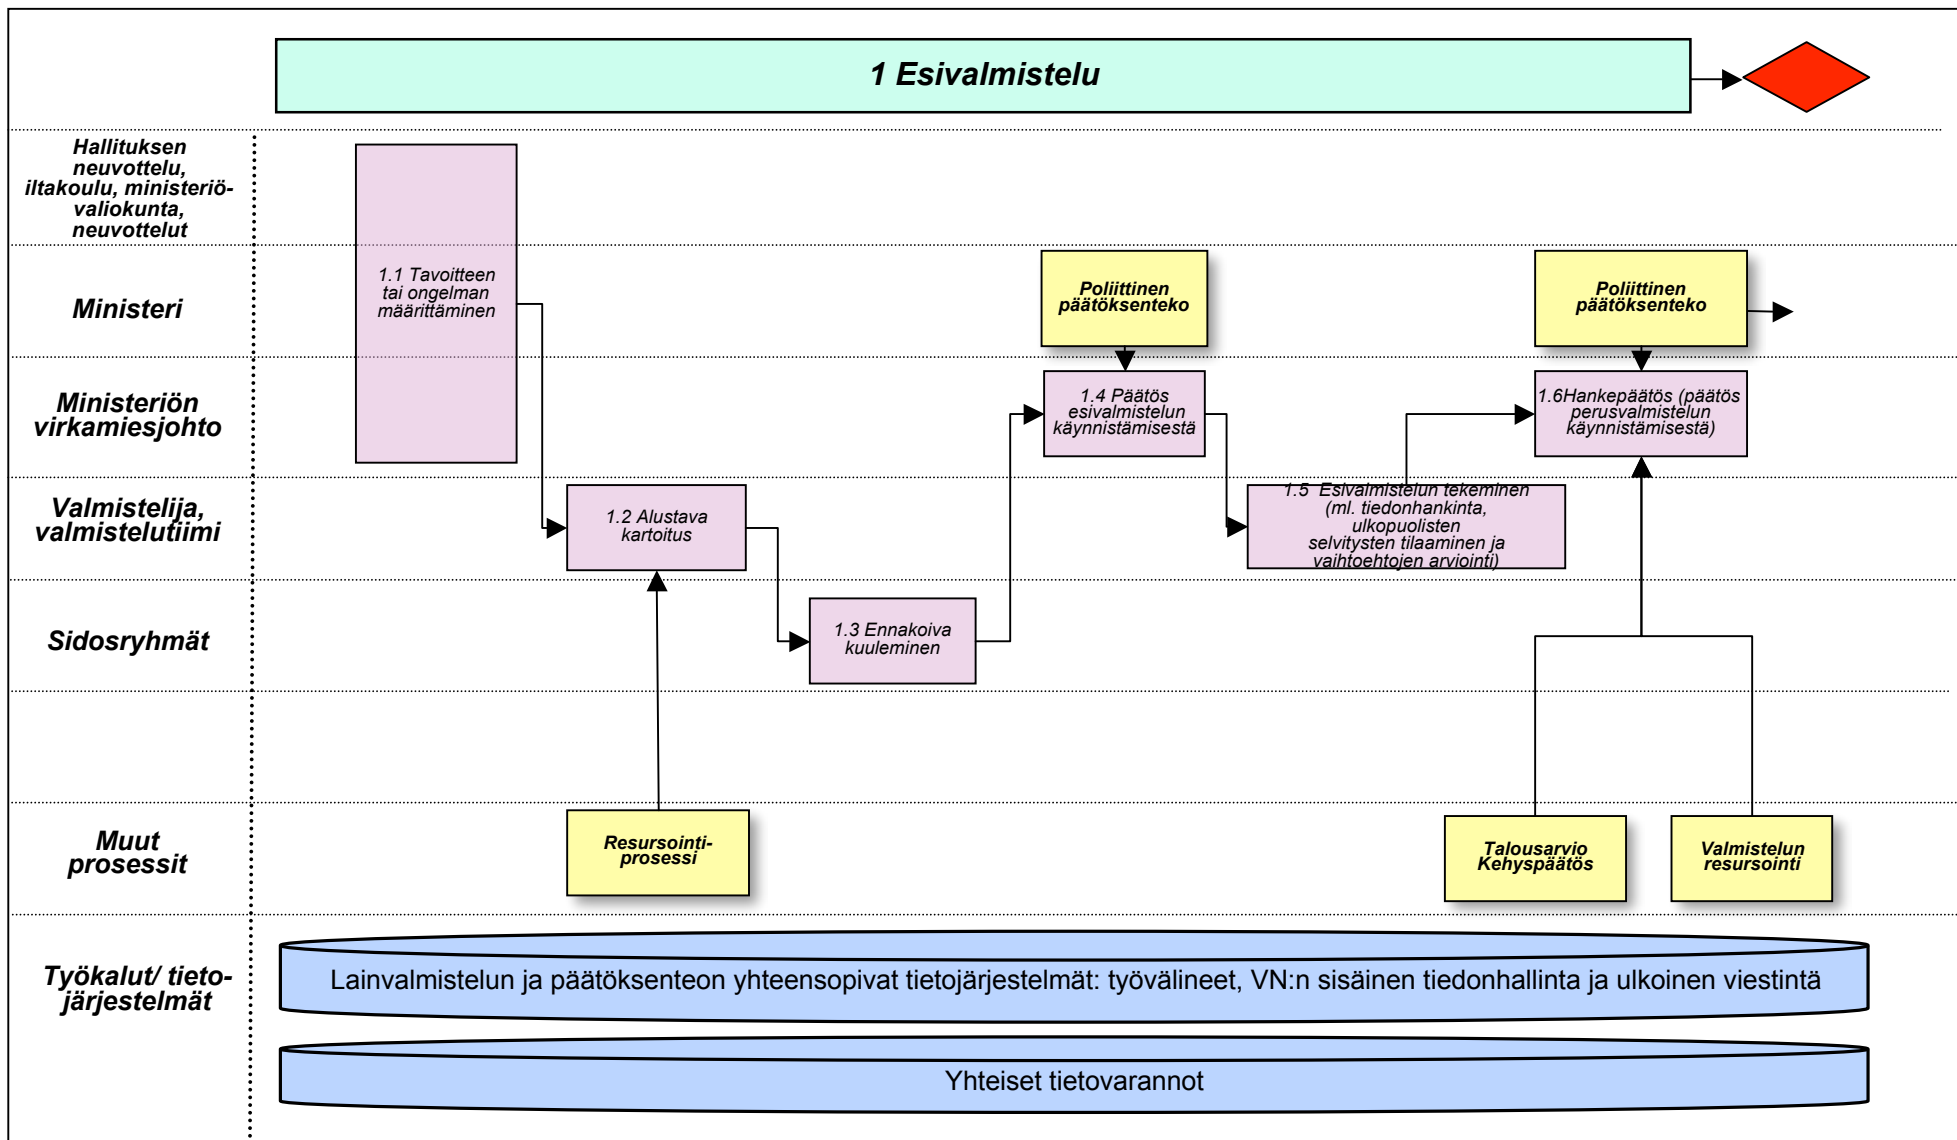 1 Esivalmistelu
Hallituksen
neuvottelu,
iltakoulu, ministeriö-
valiokunta,
neuvottelut
1.1 Tavoitteen
tai ongelman
määrittäminen
Ministeri
Poliittinen
päätöksenteko
Poliittinen
päätöksenteko
Ministeriön
virkamiesjohto
1.4 Päätös
esivalmistelun
käynnistämisestä
1.6Hankepäätös (päätös
perusvalmistelun
käynnistämisestä)
Valmistelija,
valmistelutiimi
1.2 Alustava
kartoitus
1.5 Esivalmistelun tekeminen
(ml. tiedonhankinta,
ulkopuolisten
selvitysten tilaaminen ja
vaihtoehtojen arviointi)
Sidosryhmät
1.3 Ennakoiva
kuuleminen
Muut
prosessit
Resursointi-
prosessi
Talousarvio
Kehyspäätös
Valmistelun
resursointi
Työkalut/ tieto-
järjestelmät
Lainvalmistelun ja päätöksenteon yhteensopivat tietojärjestelmät: työvälineet, VN:n sisäinen tiedonhallinta ja ulkoinen viestintä
Yhteiset tietovarannot